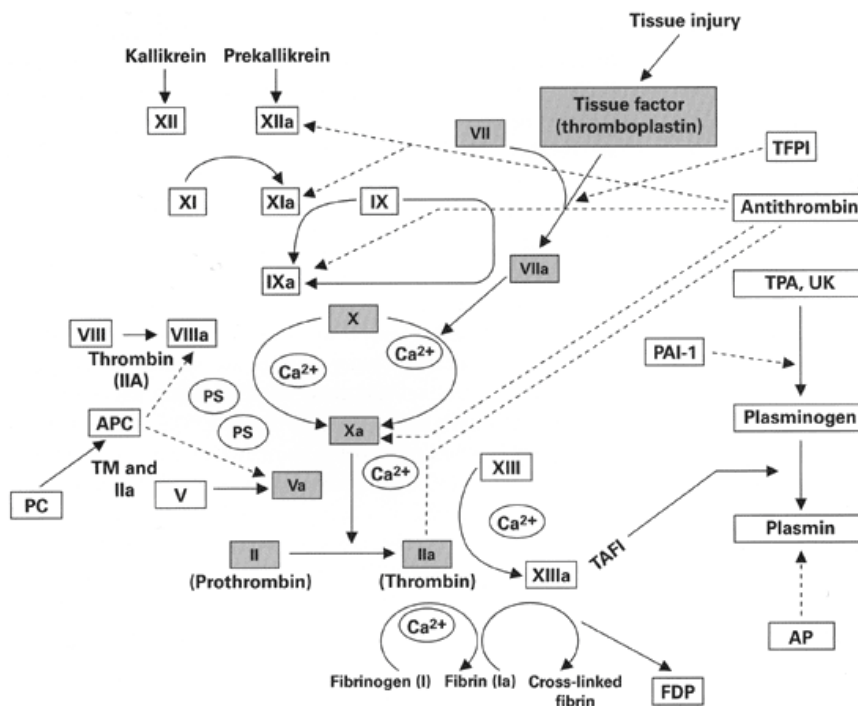 Tissue injury
Kallikrein
Prekallikrein
Tissue factor
(thromboplastin)
XII
XIIa
VII
TFPI
XI
XIa
IX
Antithrombin
IXa
VIIa
TPA, UK
X
VIII
VIIIa
Ca2+
Ca2+
PAI-1
Thrombin
(IIA)
PS
APC
PS
Xa
Plasminogen
TM and
IIa
Ca2+
XIII
PC
V
Va
Ca2+
II
IIa
TAFI
Plasmin
(Prothrombin)
(Thrombin)
XIIIa
Ca2+
AP
Fibrinogen (I)
Fibrin (Ia)
Cross-linked
fibrin
FDP